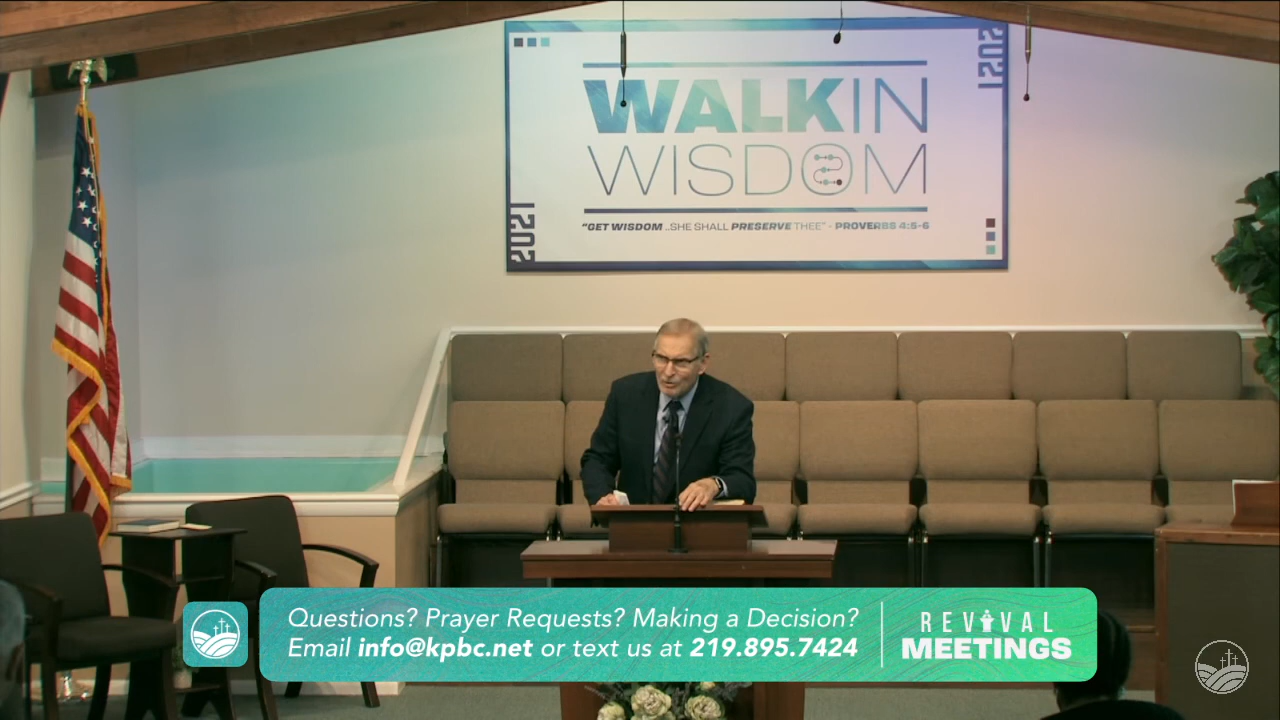 2021
WALK IN
WISDOM
"GET WISDOM ..SHE SHALL PRESERVE THEE" - PROVERBS 4:5-6
2021
Questions? Prayer Requests? Making a Decision?
Email info@kpbc.net or text us at 219.895.7424
REVIVAL
MEETINGS